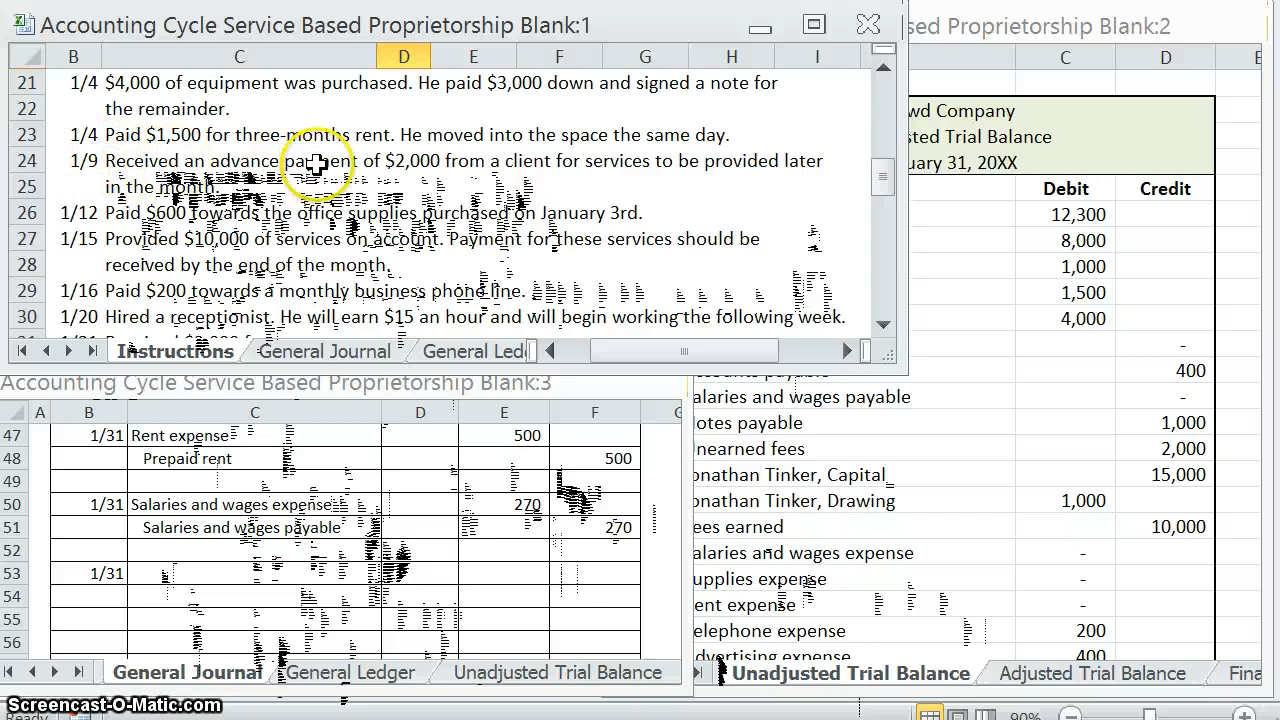 Accounting Cycle Service Based Proprietorship Blank:1
B C D E F G H I
21 1/4 $4,000 of equipment was purchased. He paid $3,000 down and signed a note for
22 the remainder.
23 1/4 Paid $1,500 for three-months rent. He moved into the space the same day.
24 1/9 Received an advance payment of $2,000 from a client for services to be provided later
25 in the month.
26 1/12 Paid $600 towards the office supplies purchased on January 3rd.
27 1/15 Provided $10,000 of services on account. Payment for these services should be
28 received by the end of the month.
29 1/16 Paid $200 towards a monthly business phone line.
30 1/20 Hired a receptionist. He will earn $15 an hour and will begin working the following week.
Instructions General Journal General Led
sed Proprietorship Blank:2
C D E
wd Company
sted Trial Balance
uary 31, 20XX
Debit Credit
12,300
8,000
1,000
1,500
4,000
-
400
alaries and wages payable -
lotes payable 1,000
Unearned fees 2,000
onathan Tinker, Capital 15,000
onathan Tinker, Drawing 1,000
ees earned 10,000
alaries and wages expense -
upplies expense -
ent expense -
elephone expense 200
advertising expense 400
Unadjusted Trial Balance Adjusted Trial Balance Fina
Accounting Cycle Service Based Proprietorship Blank:3
A B C D E F G
47 1/31 Rent expense 500
48 Prepaid rent 500
49
50 1/31 Salaries and wages expense 270
51 Salaries and wages payable 270
52
53 1/31
54
55
56
General Journal General Ledger Unadjusted Trial Balance
Screencast-O-Matic.com
Ready 90%